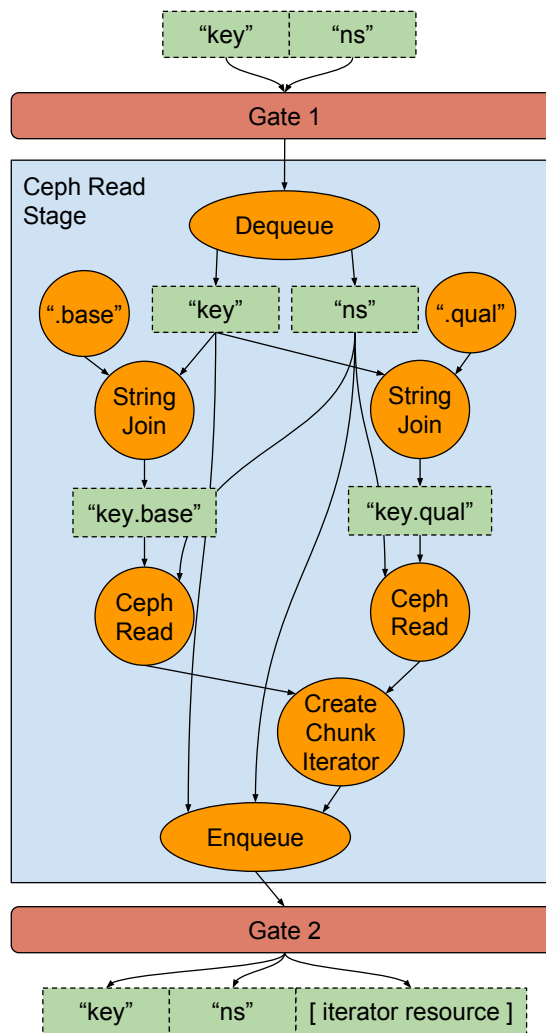 “key” “ns”
Gate 1
Ceph Read
Stage
Dequeue
“.base” “key” “ns” “.qual”
String
Join
String
Join
“key.base” “key.qual”
Ceph
Read
Ceph
Read
Create
Chunk
Iterator
Enqueue
Gate 2
“key” “ns” [ iterator resource ]